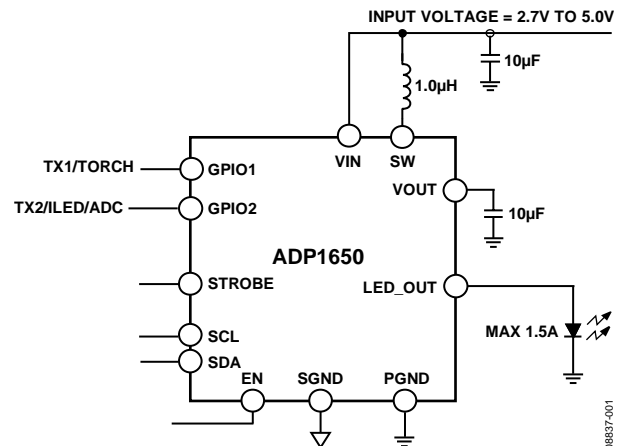 INPUT VOLTAGE = 2.7V TO 5.0V
10µF
1.0µH
VIN
SW
TX1/TORCH
GPIO1
VOUT
TX2/ILED/ADC
GPIO2
10µF
ADP1650
STROBE
LED_OUT
SCL
MAX 1.5A
SDA
EN
SGND
PGND
08837-001